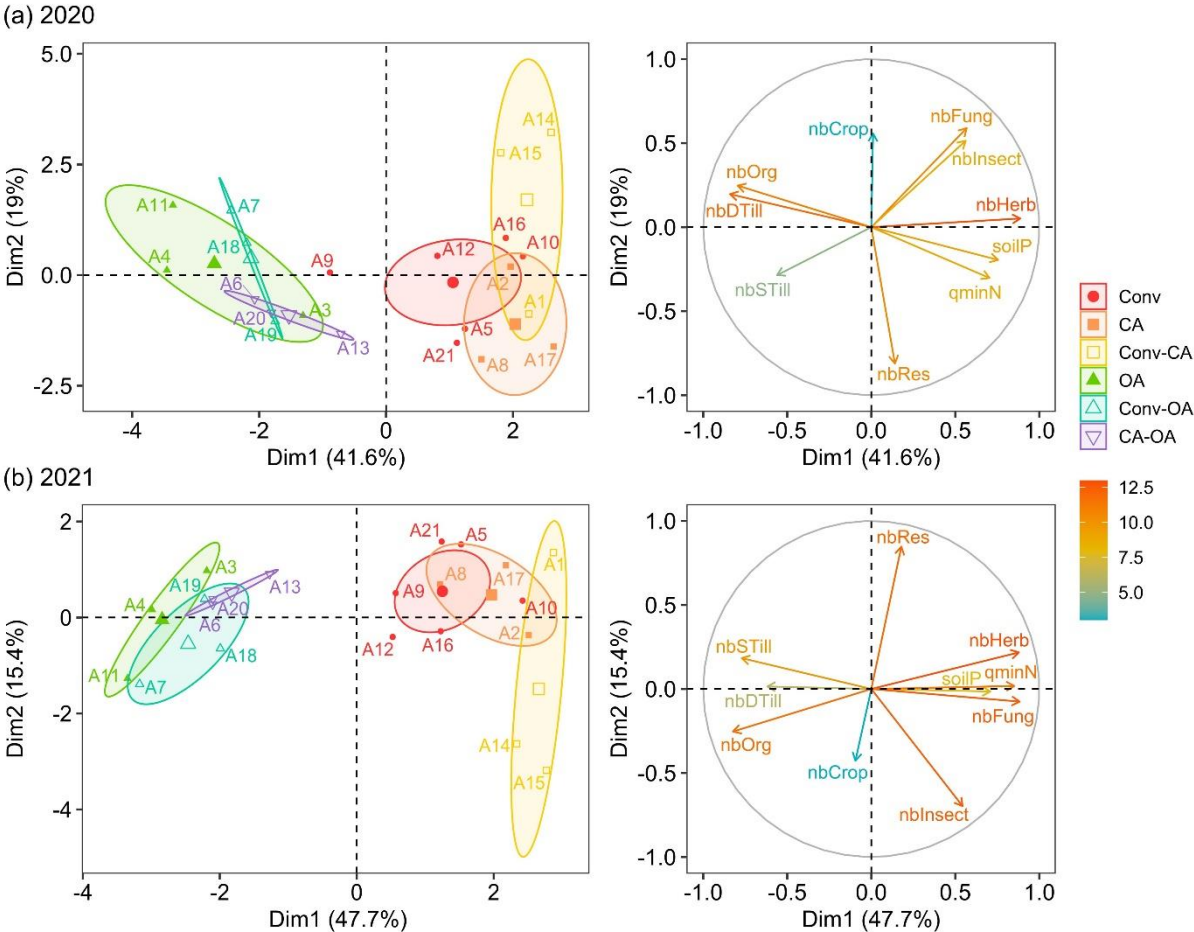 (a) 2020
5.0
2.5
0.0
-2.5
-4
-2
0
2
Dim2 (19%)
Dim1 (41.6%)
A14
A15
A16
A10
A12
A2
A1
A5
A21
A8
A17
A9
A11
A4
A7
A18
A6
A20
A19
A3
A13
1.0
0.5
0.0
-0.5
-1.0
-1.0
-0.5
0.0
0.5
1.0
Dim2 (19%)
Dim1 (41.6%)
nbCrop
nbFung
nbInsect
nbOrg
nbDTill
nbHerb
soilP
qminN
nbSTill
nbRes
Conv
CA
Conv-CA
OA
Conv-OA
CA-OA
12.5
10.0
7.5
5.0
(b) 2021
2
0
-2
-4
-4
-2
0
2
Dim2 (15.4%)
Dim1 (47.7%)
A21
A5
A1
A3
A13
A8
A17
A19
A9
A4
A20
A10
A6
A2
A12
A16
A18
A11
A7
A14
A15
1.0
0.5
0.0
-0.5
-1.0
-1.0
-0.5
0.0
0.5
1.0
Dim2 (15.4%)
Dim1 (47.7%)
nbRes
nbHerb
nbSTill
soilP
qminN
nbDTill
nbFung
nbOrg
nbCrop
nbInsect